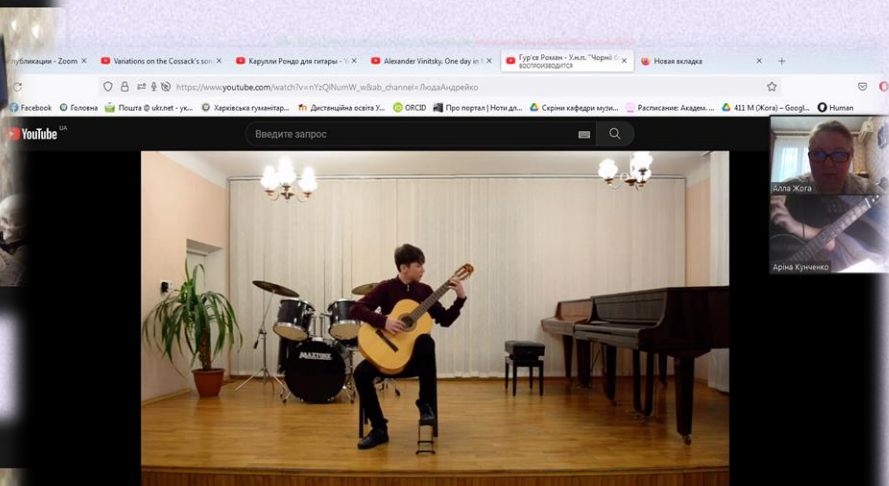 публикации - Zoom
Variations on the Cossack's son
Карулли Рондо для гитары - Yo
Alexander Vinitsky. One day in
Гур'єв Роман - У.н.п. "Чорнії б
ВОСПРОИЗВОДИТСЯ
Новая вкладка
https://www.youtube.com/watch?v=nYzQlNumW_w&ab_channel=ЛюдаАндрейко
Facebook
Головна
Пошта @ ukr.net - ук...
Харківська гуманітар...
Дистанційна освіта У...
ORCID
Про портал | Ноти дл...
Скріни кафедри музи...
Расписание: Академ. ...
411 М (Жога) – Googl...
Human
YouTube UA
Введите запрос
Алла Жога
Аріна Кунченко
MAXTONE